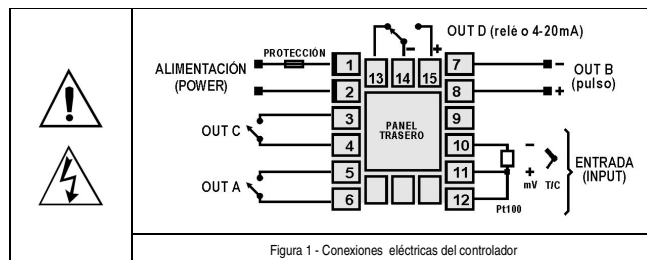 OUT D (relé o 4-20mA)
PROTECCIÓN
ALIMENTACIÓN
(POWER)
1
2
3
4
5
6
13
14
15
- +
7
8
9
10
11
12
PANEL
TRASERO
OUT C
OUT A
- OUT B
+ (pulso)
-
+
mV T/C
Pt100
ENTRADA
(INPUT)
Figura 1 - Conexiones eléctricas del controlador